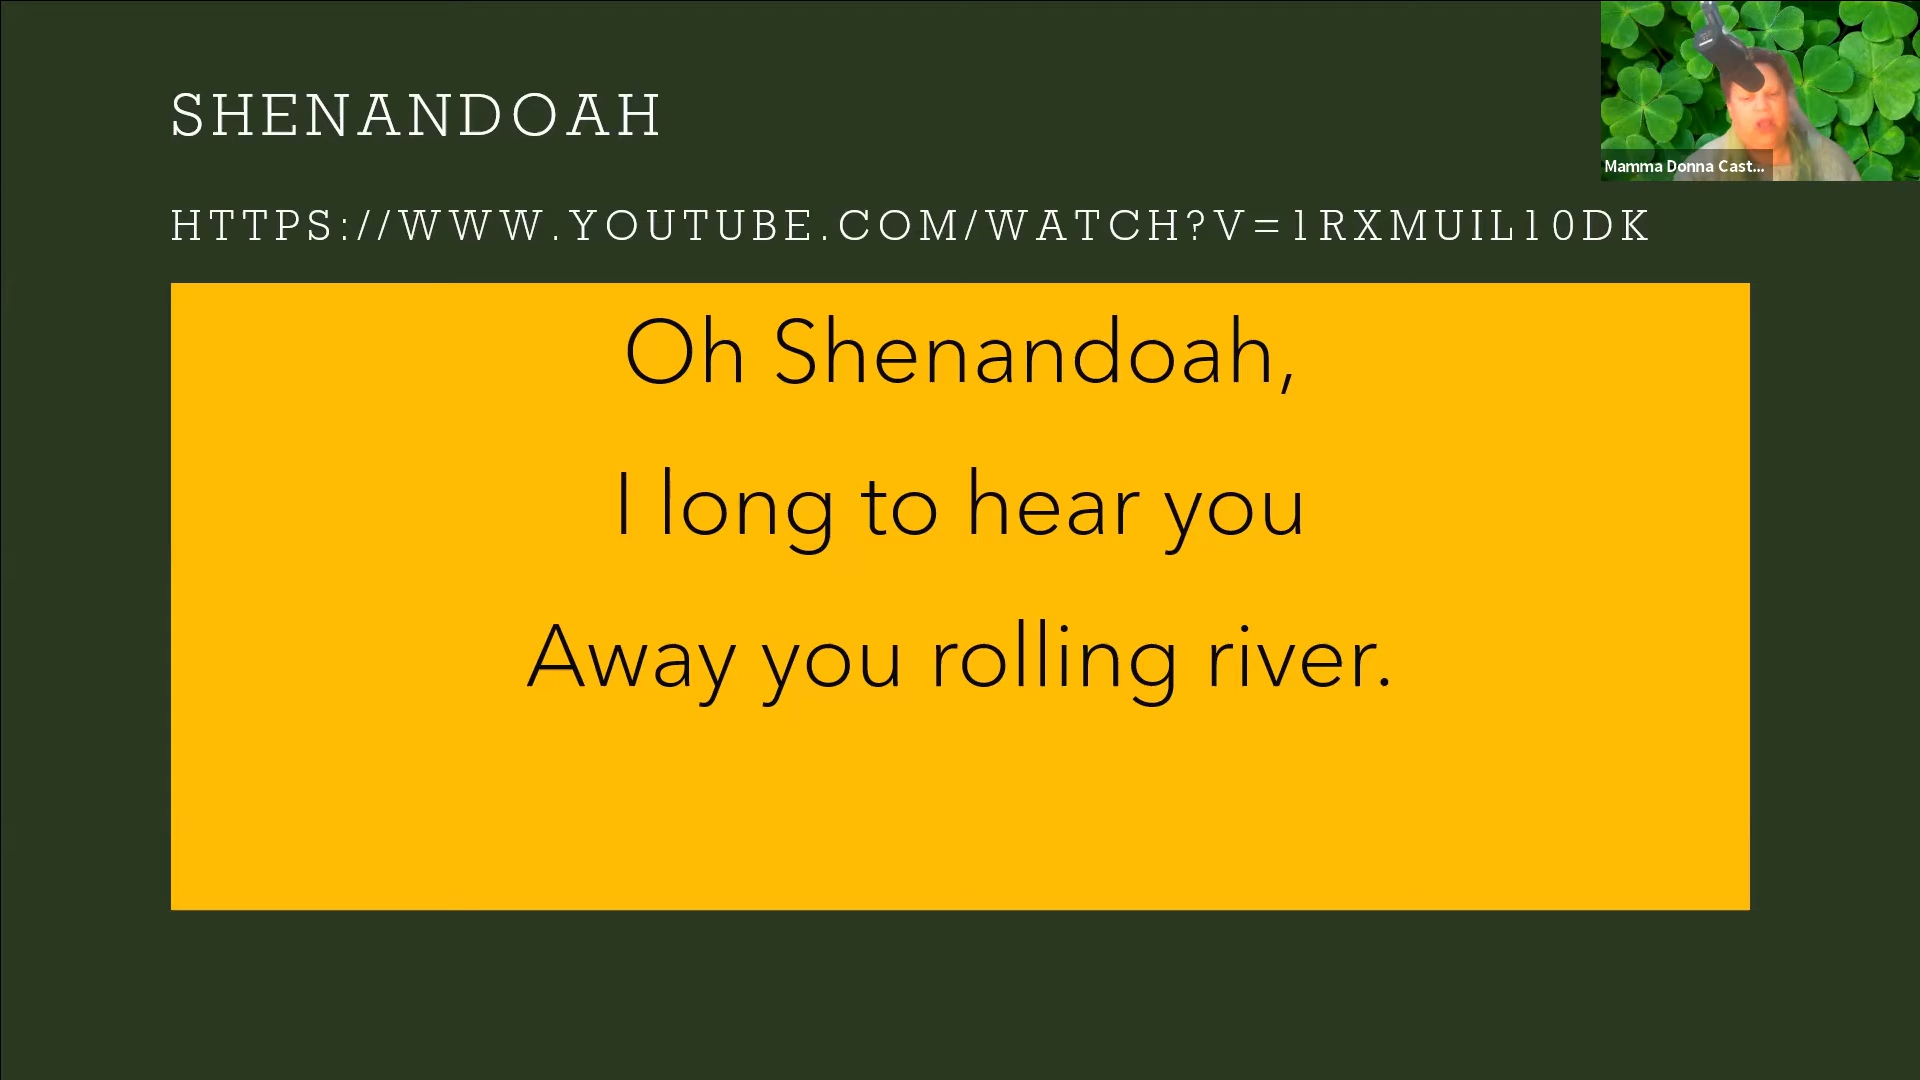 SHENANDOAH
HTTPS://WWW.YOUTUBE.COM/WATCH?V=1RXMUIL10DK
Oh Shenandoah,
I long to hear you
Away you rolling river.
Mamma Donna Cast...